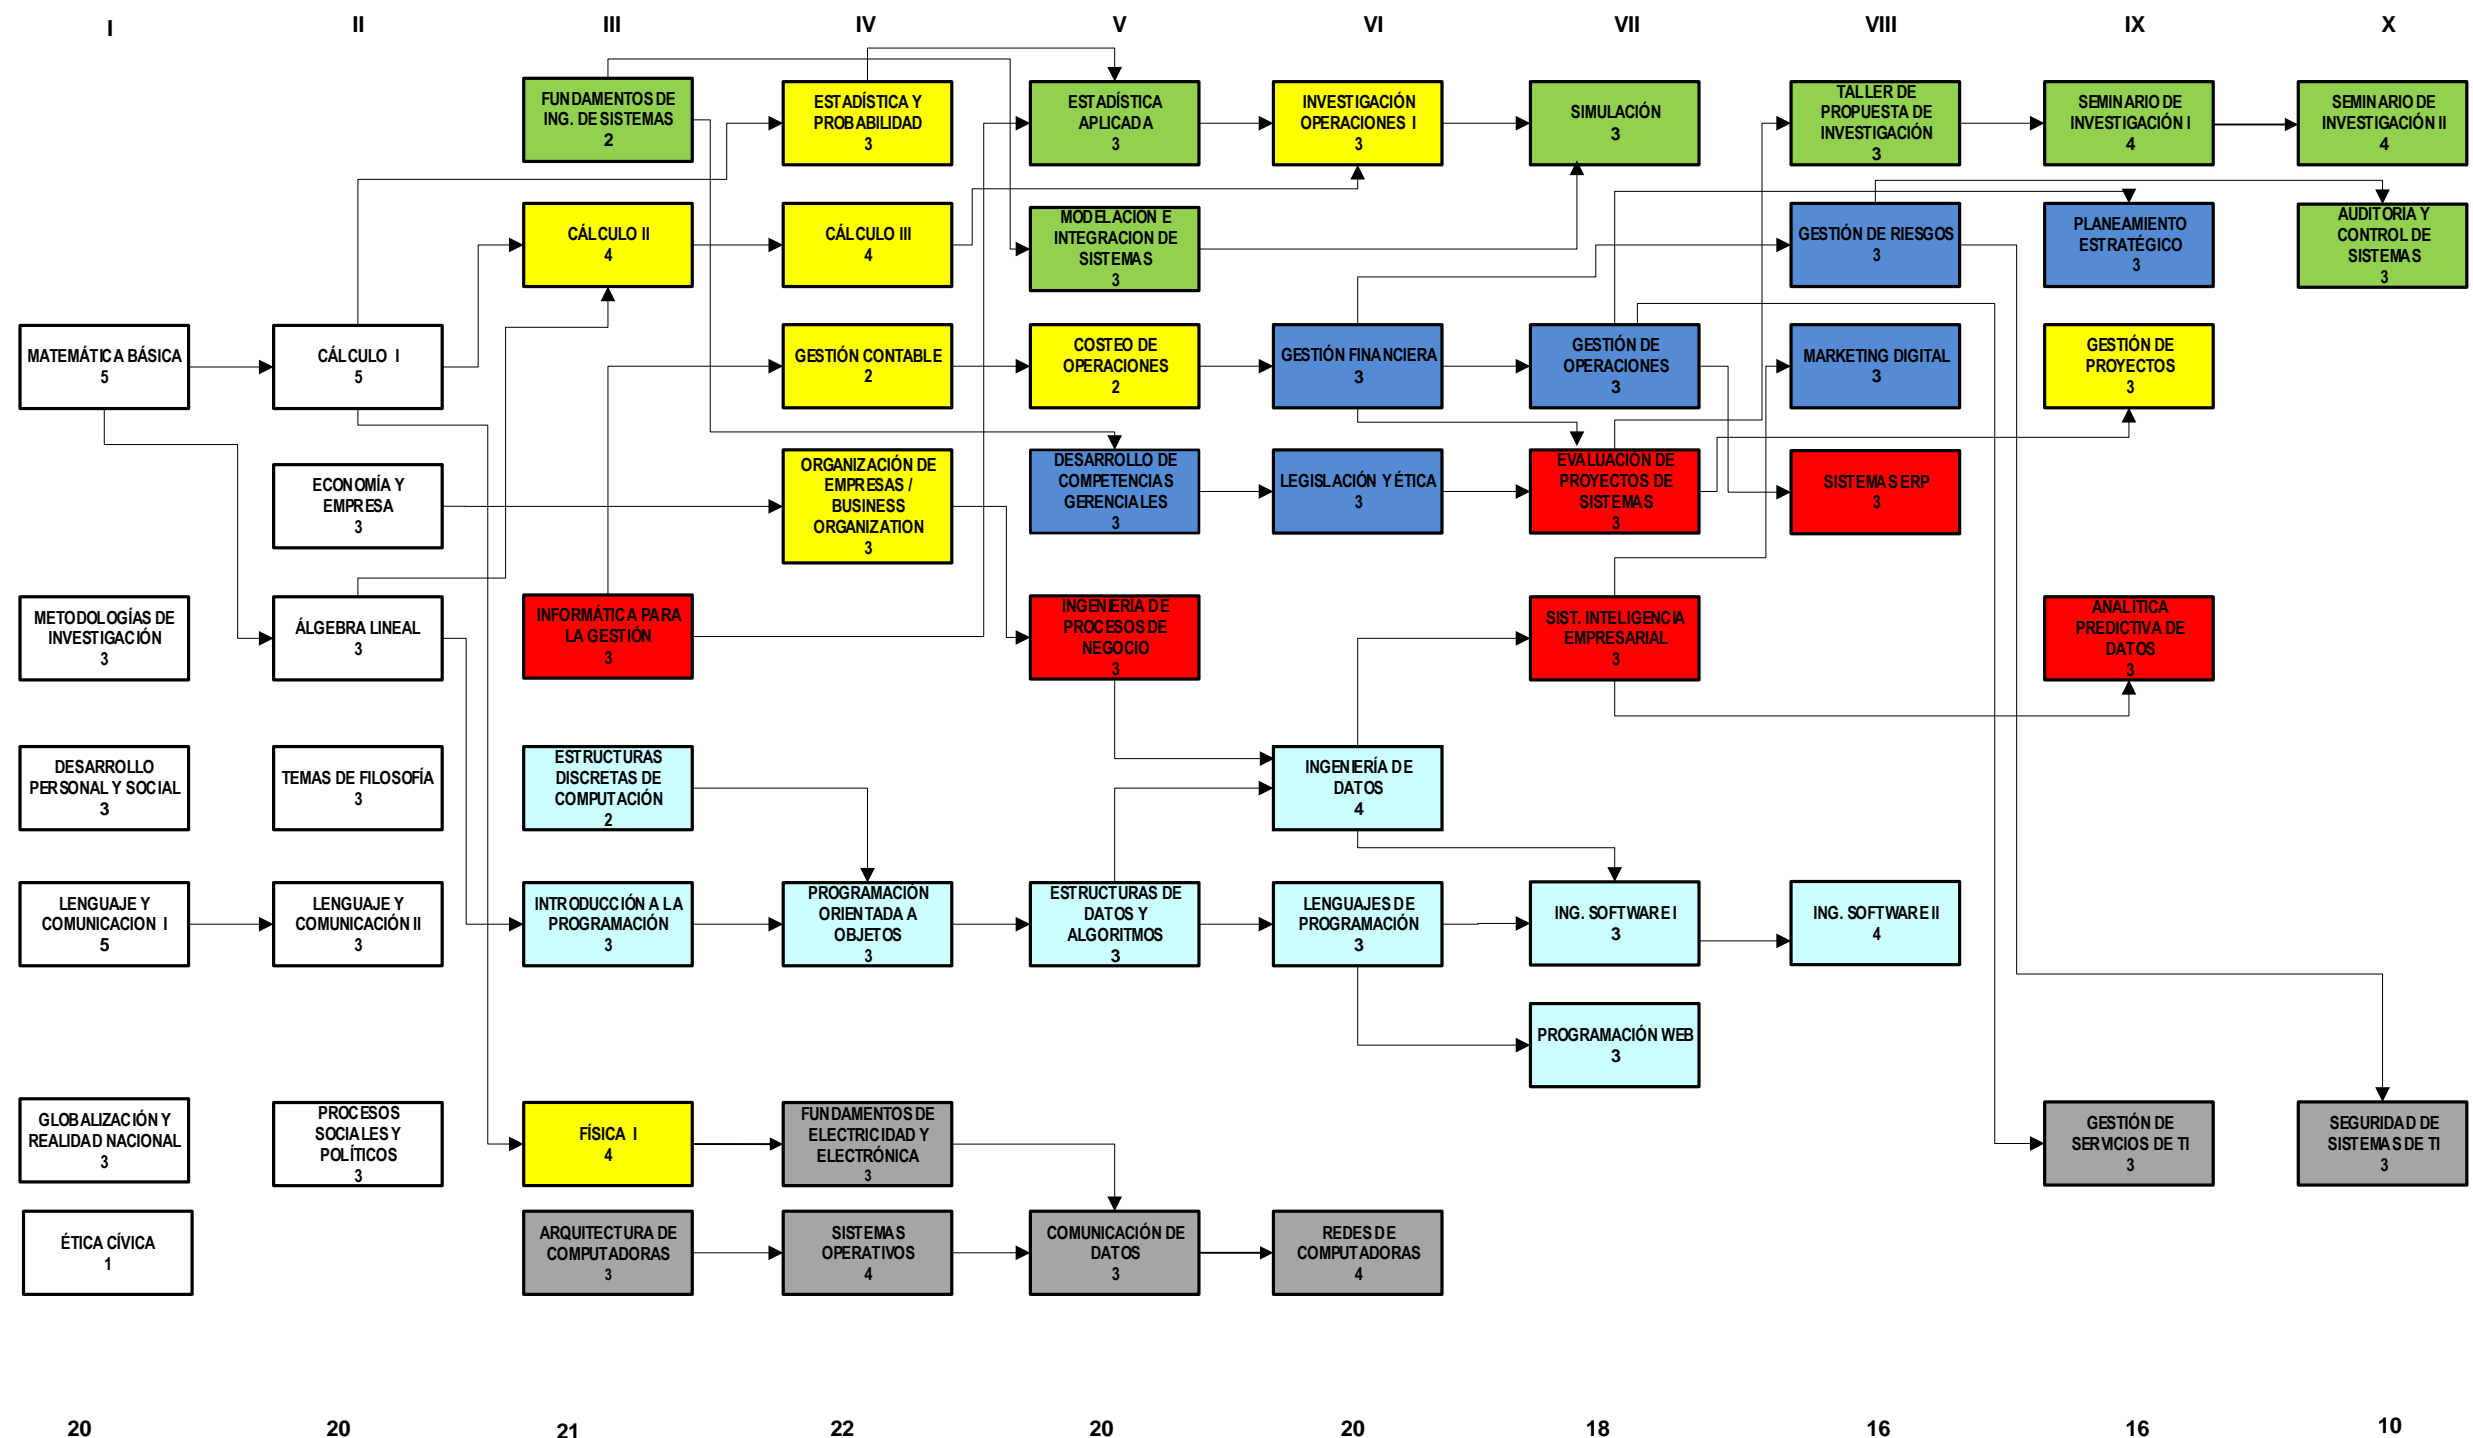 I
II
III
IV
V
VI
VII
VIII
IX
X
FUNDAMENTOS DE
ING. DE SISTEMAS
2
ESTADÍSTICA Y
PROBABILIDAD
3
ESTADÍSTICA
APLICADA
3
INVESTIGACIÓN
OPERACIONES I
3
SIMULACIÓN
3
TALLER DE
PROPUESTA DE
INVESTIGACIÓN
3
SEMINARIO DE
INVESTIGACIÓN I
4
SEMINARIO DE
INVESTIGACIÓN II
4
CÁLCULO II
4
CÁLCULO III
4
MODELACION E
INTEGRACION DE
SISTEMAS
3
GESTIÓN DE RIESGOS
3
PLANEAMIENTO
ESTRATÉGICO
3
AUDITORIA Y
CONTROL DE
SISTEMAS
3
MATEMÁTICA BÁSICA
5
CÁLCULO I
5
GESTIÓN CONTABLE
2
COSTEO DE
OPERACIONES
2
GESTIÓN FINANCIERA
3
GESTIÓN DE
OPERACIONES
3
MARKETING DIGITAL
3
GESTIÓN DE
PROYECTOS
3
ECONOMÍA Y
EMPRESA
3
ORGANIZACIÓN DE
EMPRESAS /
BUSINESS
ORGANIZATION
3
DESARROLLO DE
COMPETENCIAS
GERENCIALES
3
LEGISLACIÓN Y ÉTICA
3
EVALUACIÓN DE
PROYECTOS DE
SISTEMAS
3
SISTEMAS ERP
3
METODOLOGÍAS DE
INVESTIGACIÓN
3
ÁLGEBRA LINEAL
3
INFORMÁTICA PARA
LA GESTIÓN
3
INGENIERÍA DE
PROCESOS DE
NEGOCIO
3
SIST. INTELIGENCIA
EMPRESARIAL
3
ANALÍTICA
PREDICTIVA DE
DATOS
3
DESARROLLO
PERSONAL Y SOCIAL
3
TEMAS DE FILOSOFÍA
3
ESTRUCTURAS
DISCRETAS DE
COMPUTACIÓN
2
INGENIERÍA DE
DATOS
4
LENGUAJE Y
COMUNICACION I
5
LENGUAJE Y
COMUNICACIÓN II
3
INTRODUCCIÓN A LA
PROGRAMACIÓN
3
PROGRAMACIÓN
ORIENTADA A
OBJETOS
3
ESTRUCTURAS DE
DATOS Y
ALGORITMOS
3
LENGUAJES DE
PROGRAMACIÓN
3
ING. SOFTWARE I
3
ING. SOFTWARE II
4
PROGRAMACIÓN WEB
3
GLOBALIZACIÓN Y
REALIDAD NACIONAL
3
PROCESOS
SOCIALES Y
POLÍTICOS
3
FÍSICA I
4
FUNDAMENTOS DE
ELECTRICIDAD Y
ELECTRÓNICA
3
GESTIÓN DE
SERVICIOS DE TI
3
SEGURIDAD DE
SISTEMAS DE TI
3
ÉTICA CÍVICA
1
ARQUITECTURA DE
COMPUTADORAS
3
SISTEMAS
OPERATIVOS
4
COMUNICACIÓN DE
DATOS
3
REDES DE
COMPUTADORAS
4
20
20
21
22
20
20
18
16
16
10